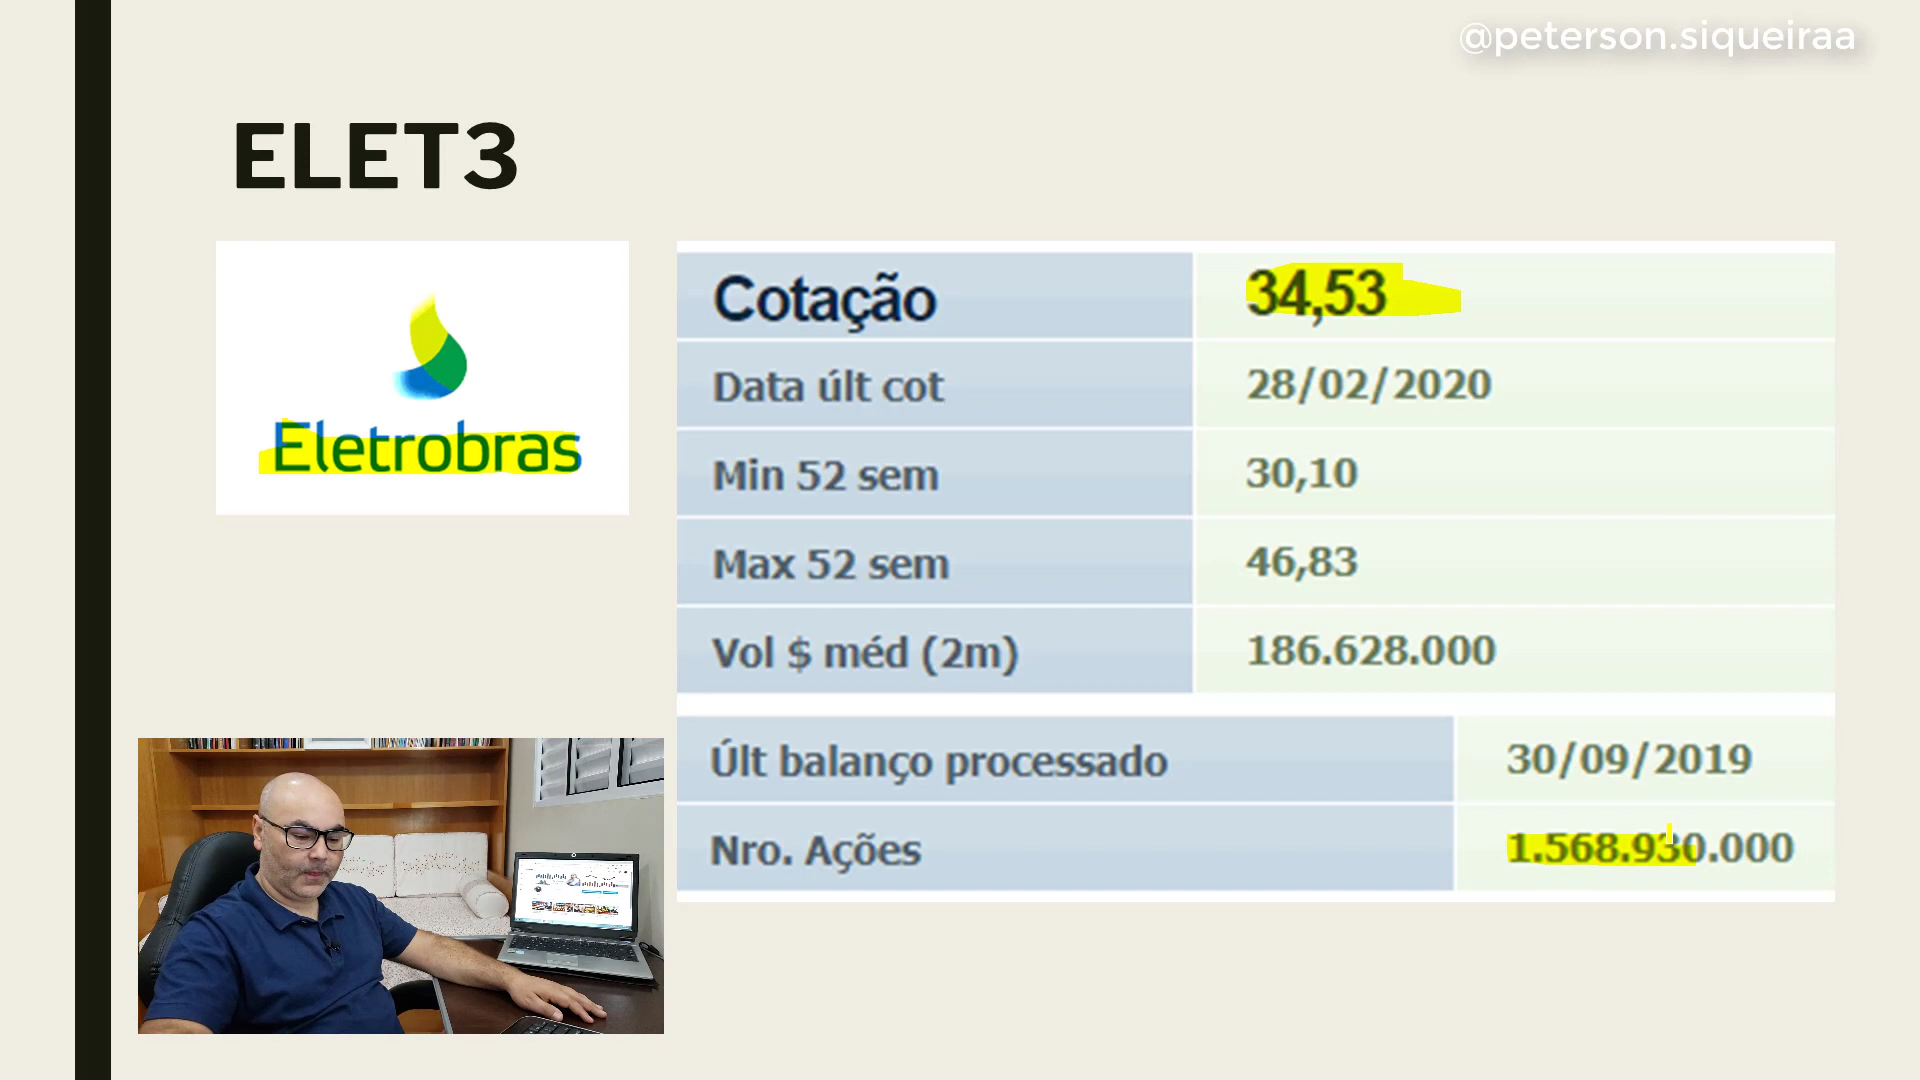 @peterson.siqueiraa
ELET3
Eletrobras
Cotação 34,53
Data últ cot 28/02/2020
Min 52 sem 30,10
Max 52 sem 46,83
Vol $ méd (2m) 186.628.000
Últ balanço processado 30/09/2019
Nro. Ações 1.568.930.000